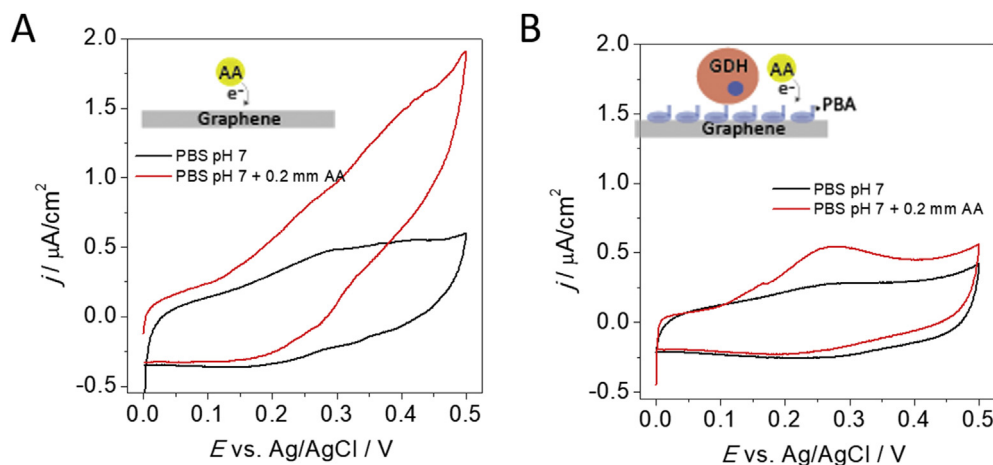 A
2.0
1.5
1.0
0.5
0.0
-0.5
j / μA/cm²
AA
e-
Graphene
PBS pH 7
PBS pH 7 + 0.2 mm AA
0.0 0.1 0.2 0.3 0.4 0.5
E vs. Ag/AgCl / V
B
2.0
1.5
1.0
0.5
0.0
-0.5
j / μA/cm²
GDH
AA
e-
PBA
Graphene
PBS pH 7
PBS pH 7 + 0.2 mm AA
0.0 0.1 0.2 0.3 0.4 0.5
E vs. Ag/AgCl / V